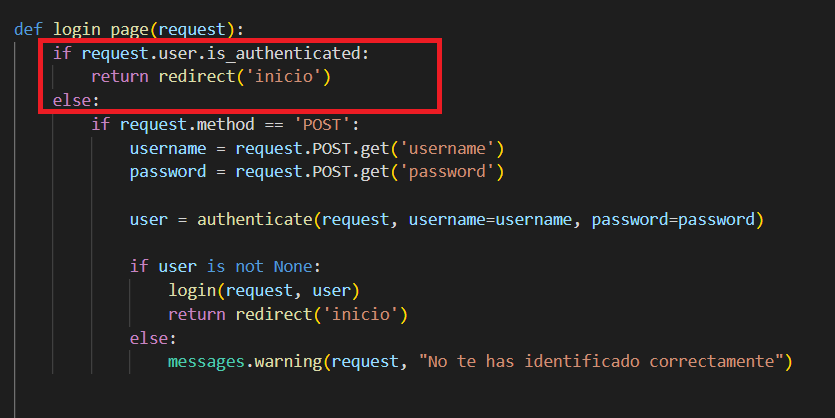 def login_page(request):
if request.user.is_authenticated:
return redirect('inicio')
else:
if request.method == 'POST':
username = request.POST.get('username')
password = request.POST.get('password')
user = authenticate(request, username=username, password=password)
if user is not None:
login(request, user)
return redirect('inicio')
else:
messages.warning(request, "No te has identificado correctamente")